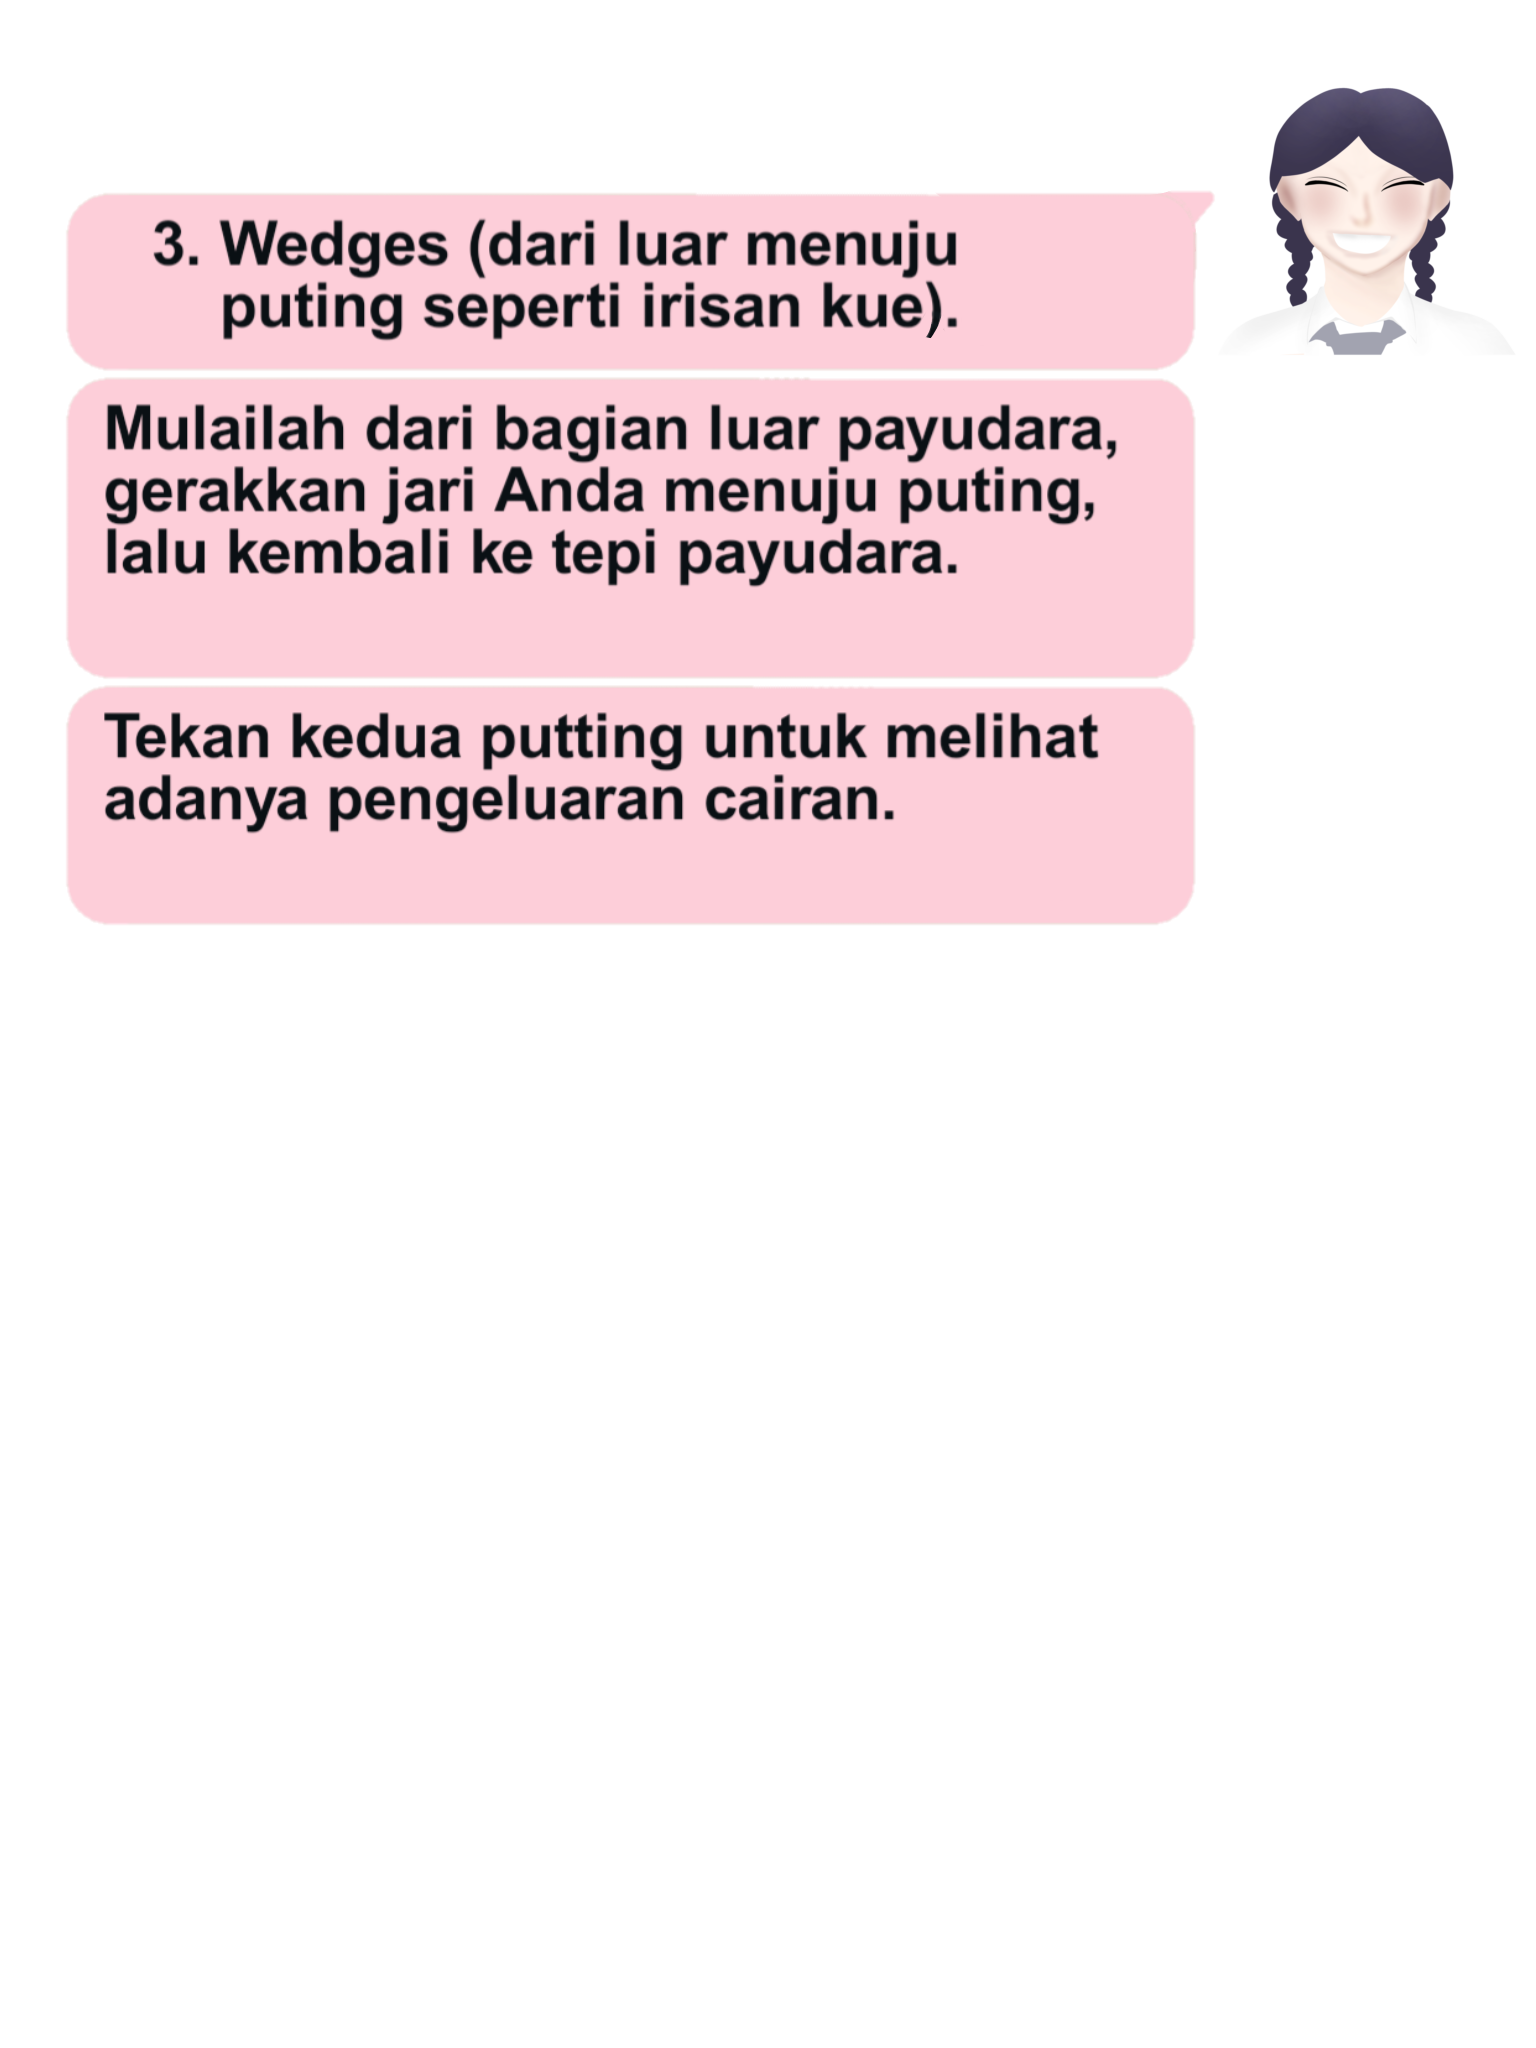 3. Wedges (dari luar menuju
puting seperti irisan kue).
Mulailah dari bagian luar payudara,
gerakkan jari Anda menuju puting,
lalu kembali ke tepi payudara.
Tekan kedua putting untuk melihat
adanya pengeluaran cairan.